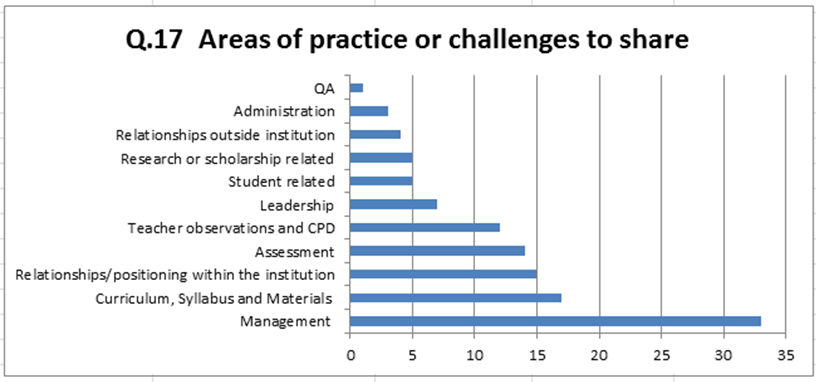 Q.17 Areas of practice or challenges to share
QA
Administration
Relationships outside institution
Research or scholarship related
Student related
Leadership
Teacher observations and CPD
Assessment
Relationships/positioning within the institution
Curriculum, Syllabus and Materials
Management
0 5 10 15 20 25 30 35